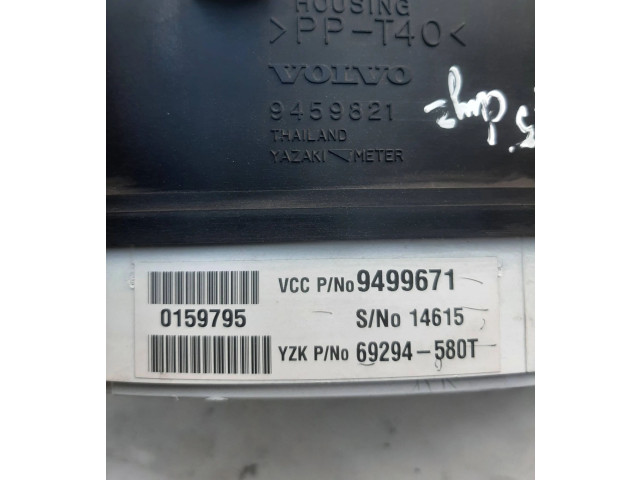 HOUSING
>PP-T40<
VOLVO
9459821
THAILAND
YAZAKI METER
VCC P/No 9499671
0159795
S/No 14615
YZK P/No 69294-580T